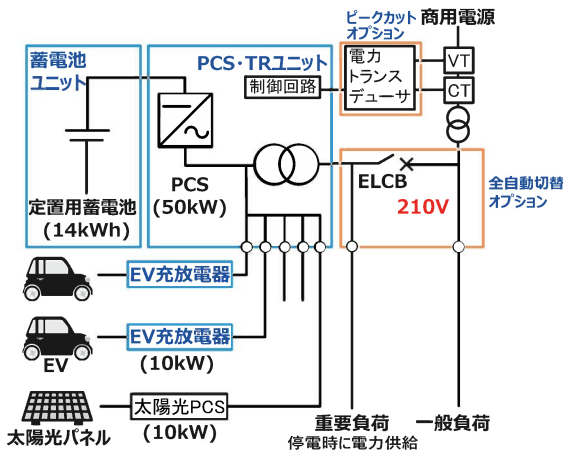 ピークカット
オプション
商用電源
蓄電池
ユニット
PCS・TRユニット
電力
トランス
デューサ
VT
制御回路
CT
PCS
(50kW)
ELCB
210V
全自動切替
オプション
定置用蓄電池
(14kWh)
EV充放電器
EV充放電器
(10kW)
EV
太陽光PCS
(10kW)
太陽光パネル
重要負荷
停電時に電力供給
一般負荷